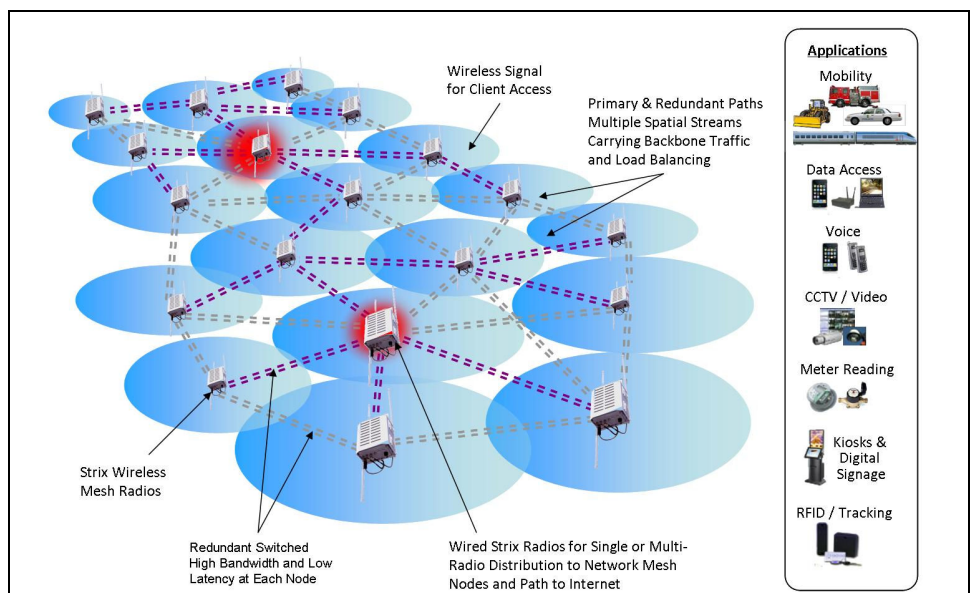 Wireless Signal
for Client Access
Primary & Redundant Paths
Multiple Spatial Streams
Carrying Backbone Traffic
and Load Balancing
Strix Wireless
Mesh Radios
Redundant Switched
High Bandwidth and Low
Latency at Each Node
Wired Strix Radios for Single or Multi-
Radio Distribution to Network Mesh
Nodes and Path to Internet
Applications
Mobility
Data Access
Voice
CCTV / Video
Meter Reading
Kiosks &
Digital
Signage
RFID / Tracking